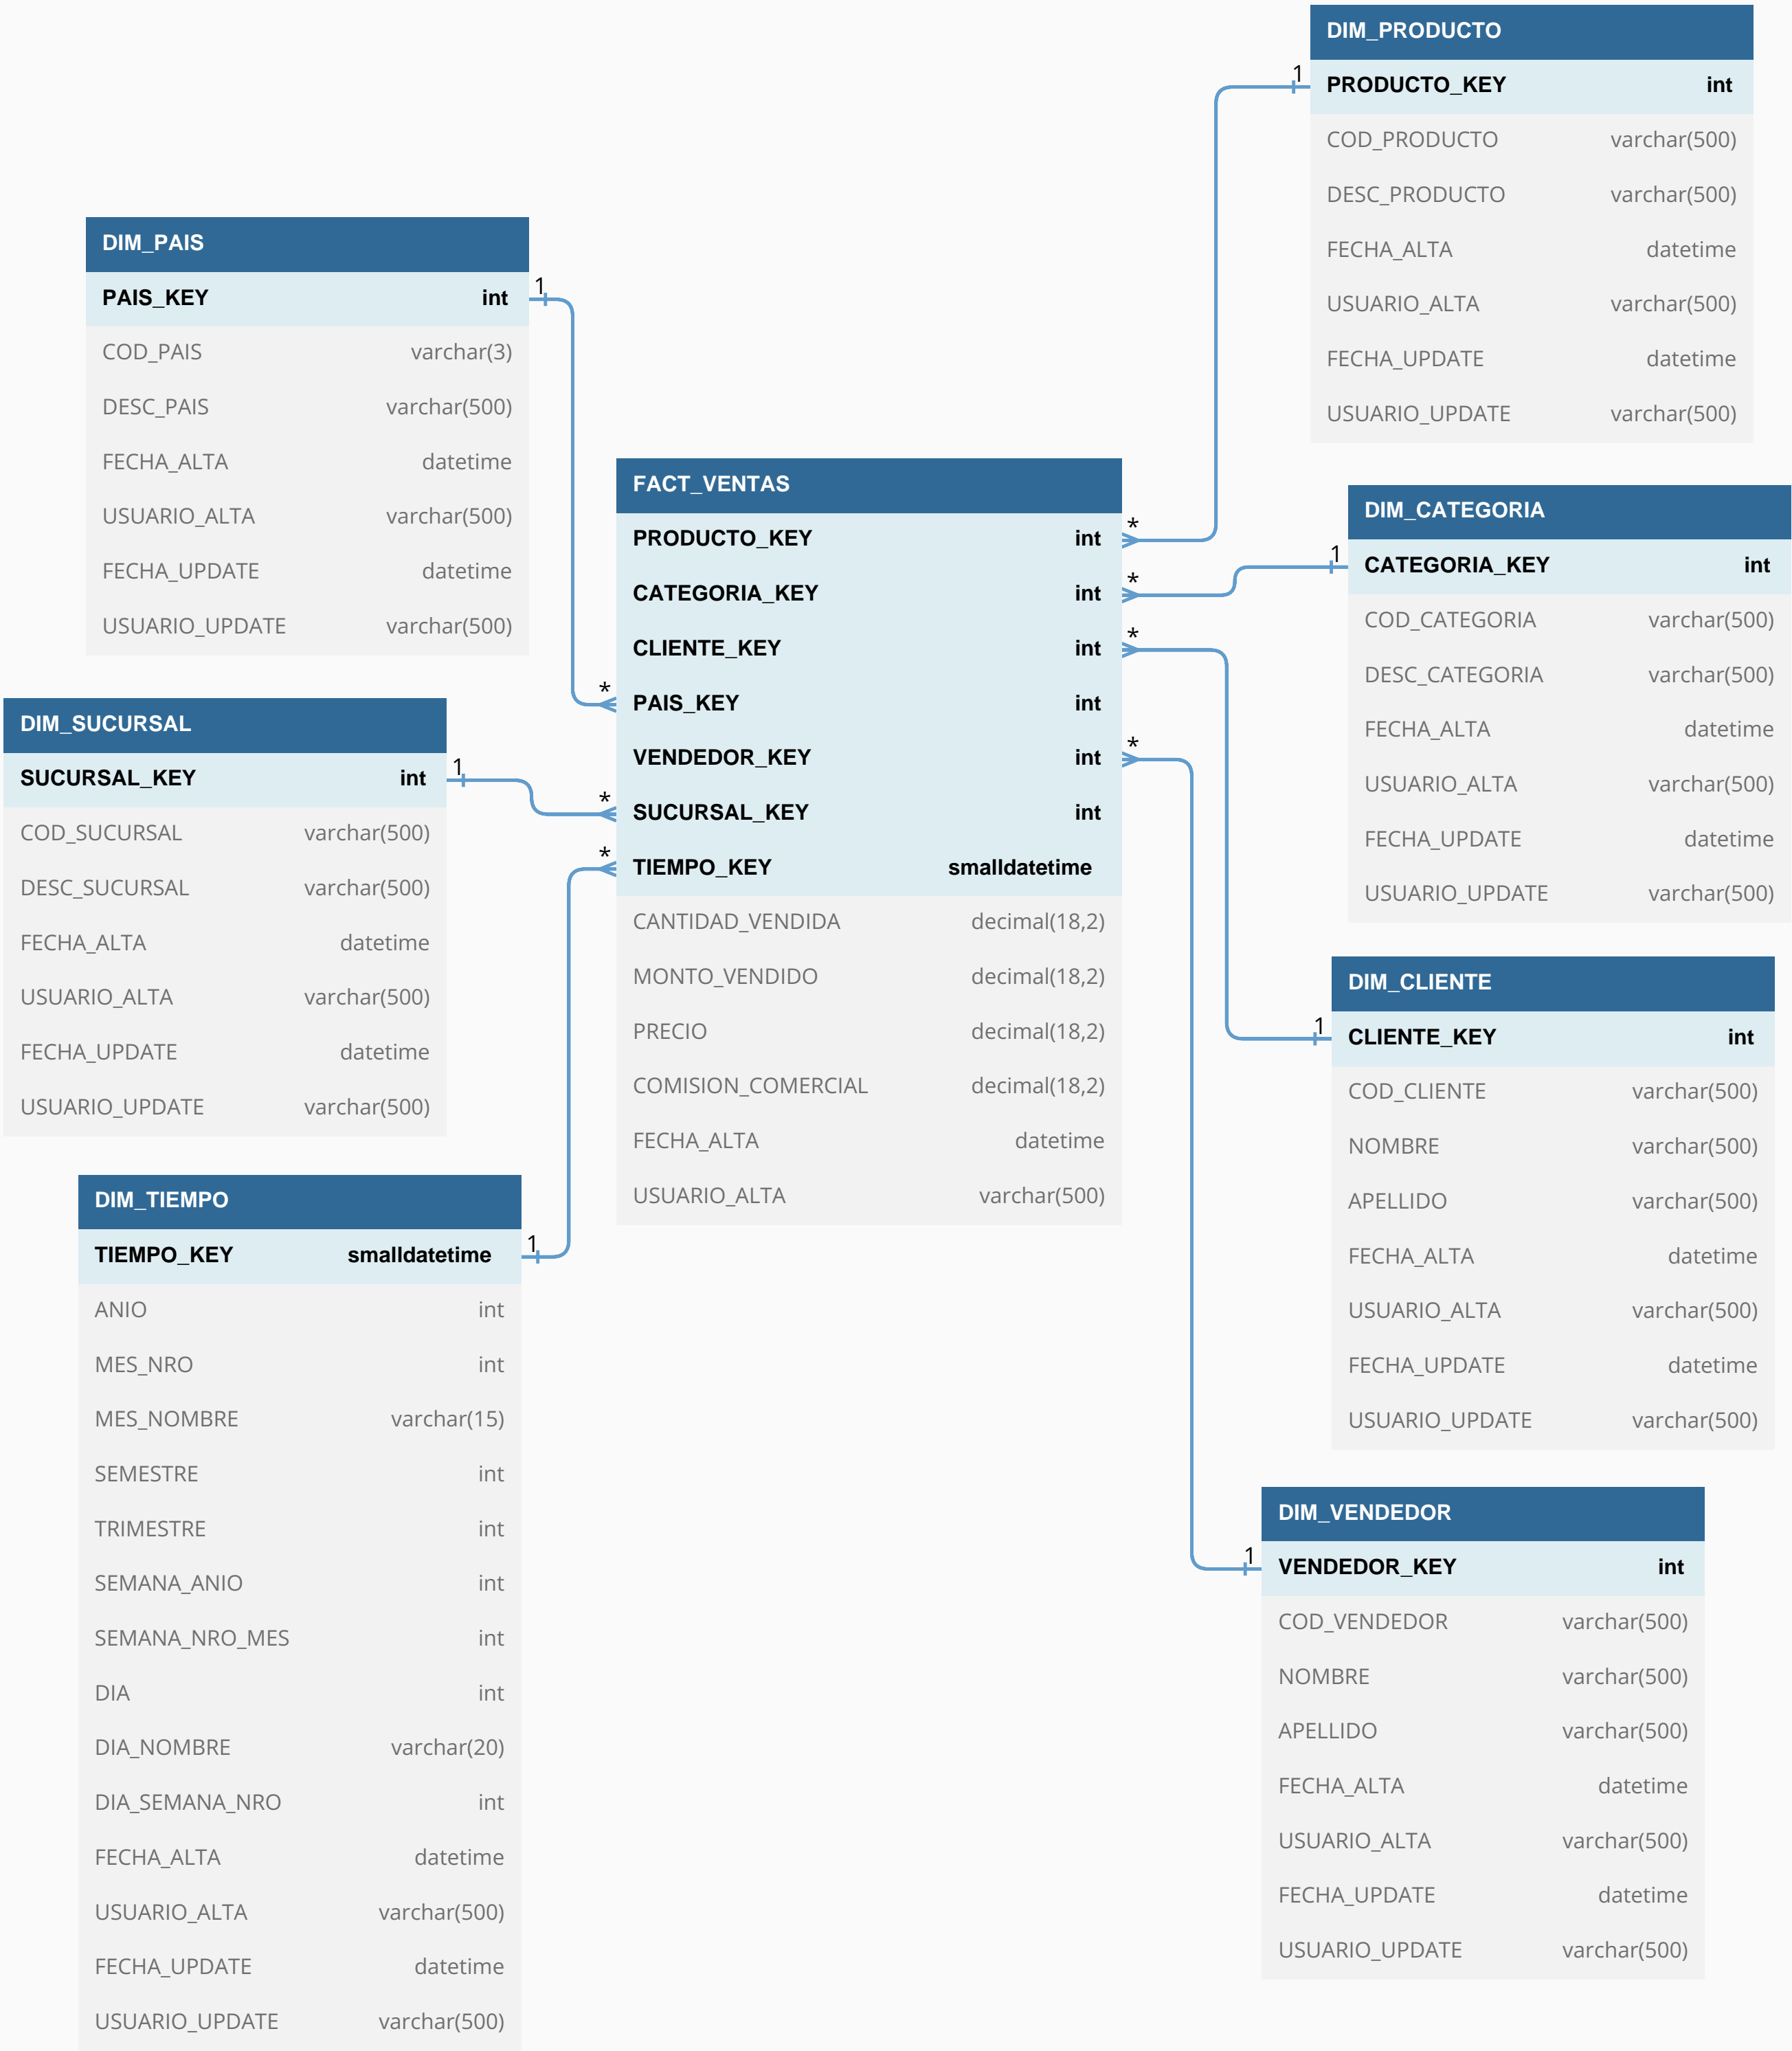 DIM_PRODUCTO
1
PRODUCTO_KEY int
COD_PRODUCTO varchar(500)
DESC_PRODUCTO varchar(500)
FECHA_ALTA datetime
USUARIO_ALTA varchar(500)
FECHA_UPDATE datetime
USUARIO_UPDATE varchar(500)
DIM_PAIS
PAIS_KEY int
1
COD_PAIS varchar(3)
DESC_PAIS varchar(500)
FECHA_ALTA datetime
USUARIO_ALTA varchar(500)
FECHA_UPDATE datetime
USUARIO_UPDATE varchar(500)
FACT_VENTAS
PRODUCTO_KEY int
*
CATEGORIA_KEY int
*
CLIENTE_KEY int
*
*
PAIS_KEY int
VENDEDOR_KEY int
*
*
SUCURSAL_KEY int
*
TIEMPO_KEY smalldatetime
CANTIDAD_VENDIDA decimal(18,2)
MONTO_VENDIDO decimal(18,2)
PRECIO decimal(18,2)
COMISION_COMERCIAL decimal(18,2)
FECHA_ALTA datetime
USUARIO_ALTA varchar(500)
DIM_CATEGORIA
1
CATEGORIA_KEY int
COD_CATEGORIA varchar(500)
DESC_CATEGORIA varchar(500)
FECHA_ALTA datetime
USUARIO_ALTA varchar(500)
FECHA_UPDATE datetime
USUARIO_UPDATE varchar(500)
DIM_SUCURSAL
SUCURSAL_KEY int
1
COD_SUCURSAL varchar(500)
DESC_SUCURSAL varchar(500)
FECHA_ALTA datetime
USUARIO_ALTA varchar(500)
FECHA_UPDATE datetime
USUARIO_UPDATE varchar(500)
DIM_CLIENTE
1
CLIENTE_KEY int
COD_CLIENTE varchar(500)
NOMBRE varchar(500)
APELLIDO varchar(500)
FECHA_ALTA datetime
USUARIO_ALTA varchar(500)
FECHA_UPDATE datetime
USUARIO_UPDATE varchar(500)
DIM_TIEMPO
TIEMPO_KEY smalldatetime
1
ANIO int
MES_NRO int
MES_NOMBRE varchar(15)
SEMESTRE int
TRIMESTRE int
SEMANA_ANIO int
SEMANA_NRO_MES int
DIA int
DIA_NOMBRE varchar(20)
DIA_SEMANA_NRO int
FECHA_ALTA datetime
USUARIO_ALTA varchar(500)
FECHA_UPDATE datetime
USUARIO_UPDATE varchar(500)
DIM_VENDEDOR
1
VENDEDOR_KEY int
COD_VENDEDOR varchar(500)
NOMBRE varchar(500)
APELLIDO varchar(500)
FECHA_ALTA datetime
USUARIO_ALTA varchar(500)
FECHA_UPDATE datetime
USUARIO_UPDATE varchar(500)